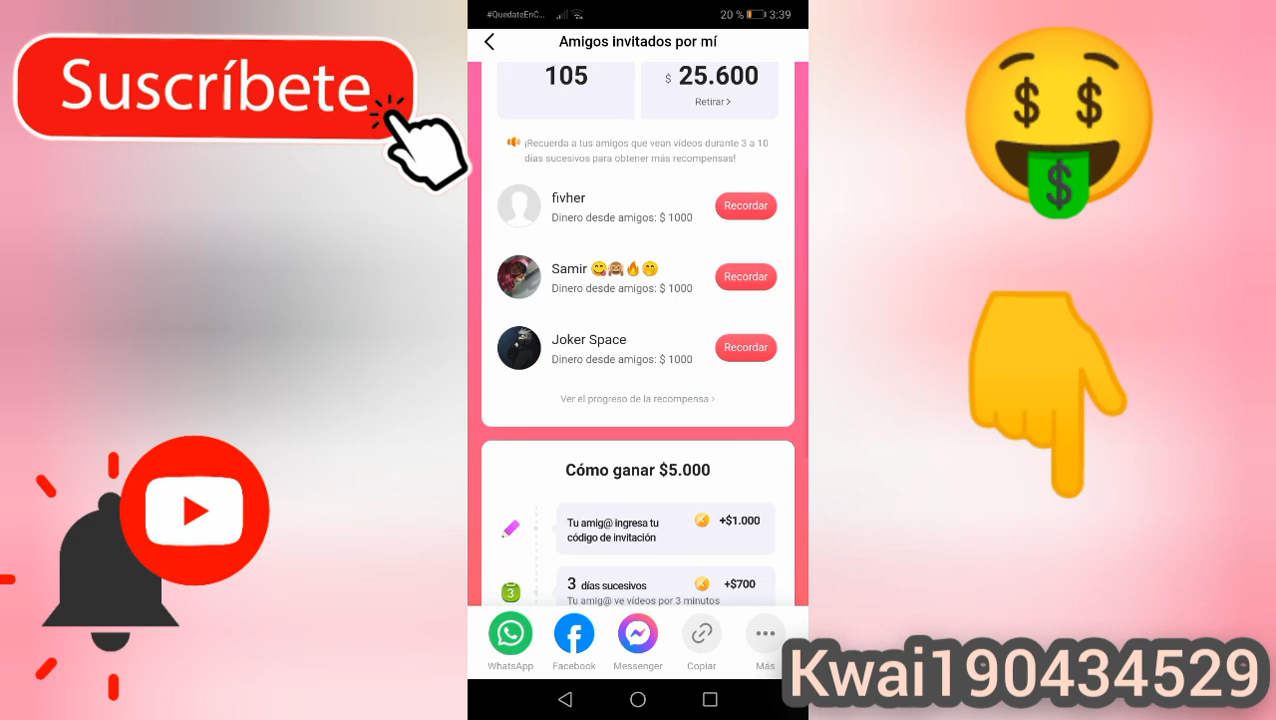 Suscríbete
#QuedateEnC...
20 %
3:39
Amigos invitados por mí
105
$ 25.600
Retirar >
¡Recuerda a tus amigos que vean vídeos durante 3 a 10
días sucesivos para obtener más recompensas!
fivher
Dinero desde amigos: $ 1000
Recordar
Samir 😋🙈🔥🤭
Dinero desde amigos: $ 1000
Recordar
Joker Space
Dinero desde amigos: $ 1000
Recordar
Ver el progreso de la recompensa >
Cómo ganar $5.000
Tu amig@ ingresa tu
código de invitación
+$1.000
3
3 días sucesivos
+$700
Tu amig@ ve vídeos por 3 minutos
WhatsApp
Facebook
Messenger
Copiar
Más
Kwai190434529